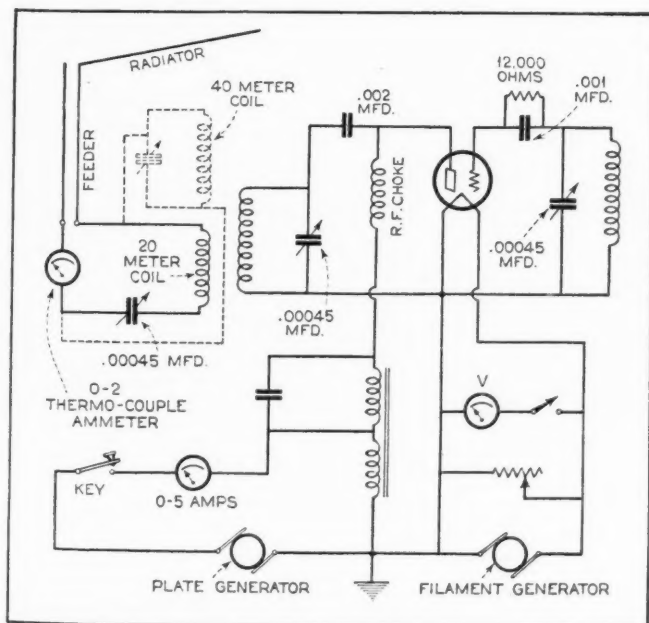 RADIATOR
FEEDER
40 METER
COIL
.002
MFD.
12,000
OHMS
.001
MFD.
R.F. CHOKE
20
METER
COIL
.00045 MFD.
.00045
MFD.
.00045
MFD.
0-2
THERMO-COUPLE
AMMETER
V
KEY
0-5 AMPS
PLATE GENERATOR
FILAMENT GENERATOR